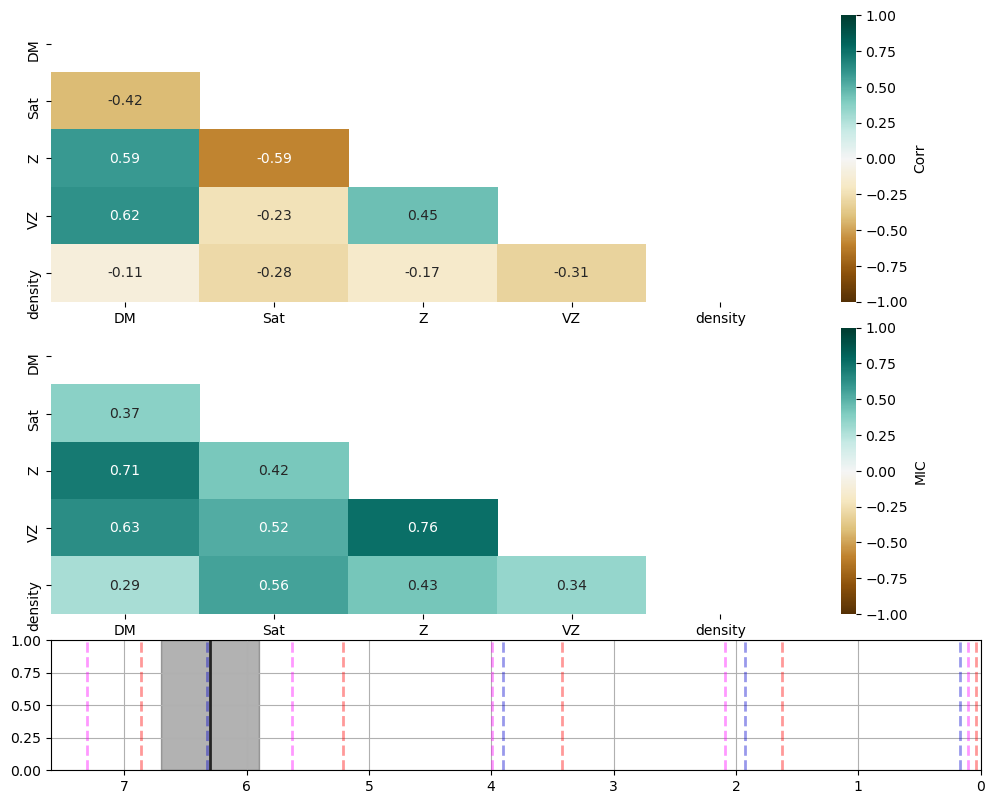 1.00
DM
0.75
Sat
-0.42
0.50
0.25
Z
0.59 -0.59
0.00
Corr
−0.25
VZ
0.62 -0.23 0.45
−0.50
density
-0.11 -0.28 -0.17 -0.31
−0.75
−1.00
DM Sat Z VZ density
1.00
DM
0.75
Sat
0.37
0.50
0.25
Z
0.71 0.42
0.00
MIC
−0.25
VZ
0.63 0.52 0.76
−0.50
density
0.29 0.56 0.43 0.34
−0.75
−1.00
DM Sat Z VZ density
1.00
0.75
0.50
0.25
0.00
7 6 5 4 3 2 1 0